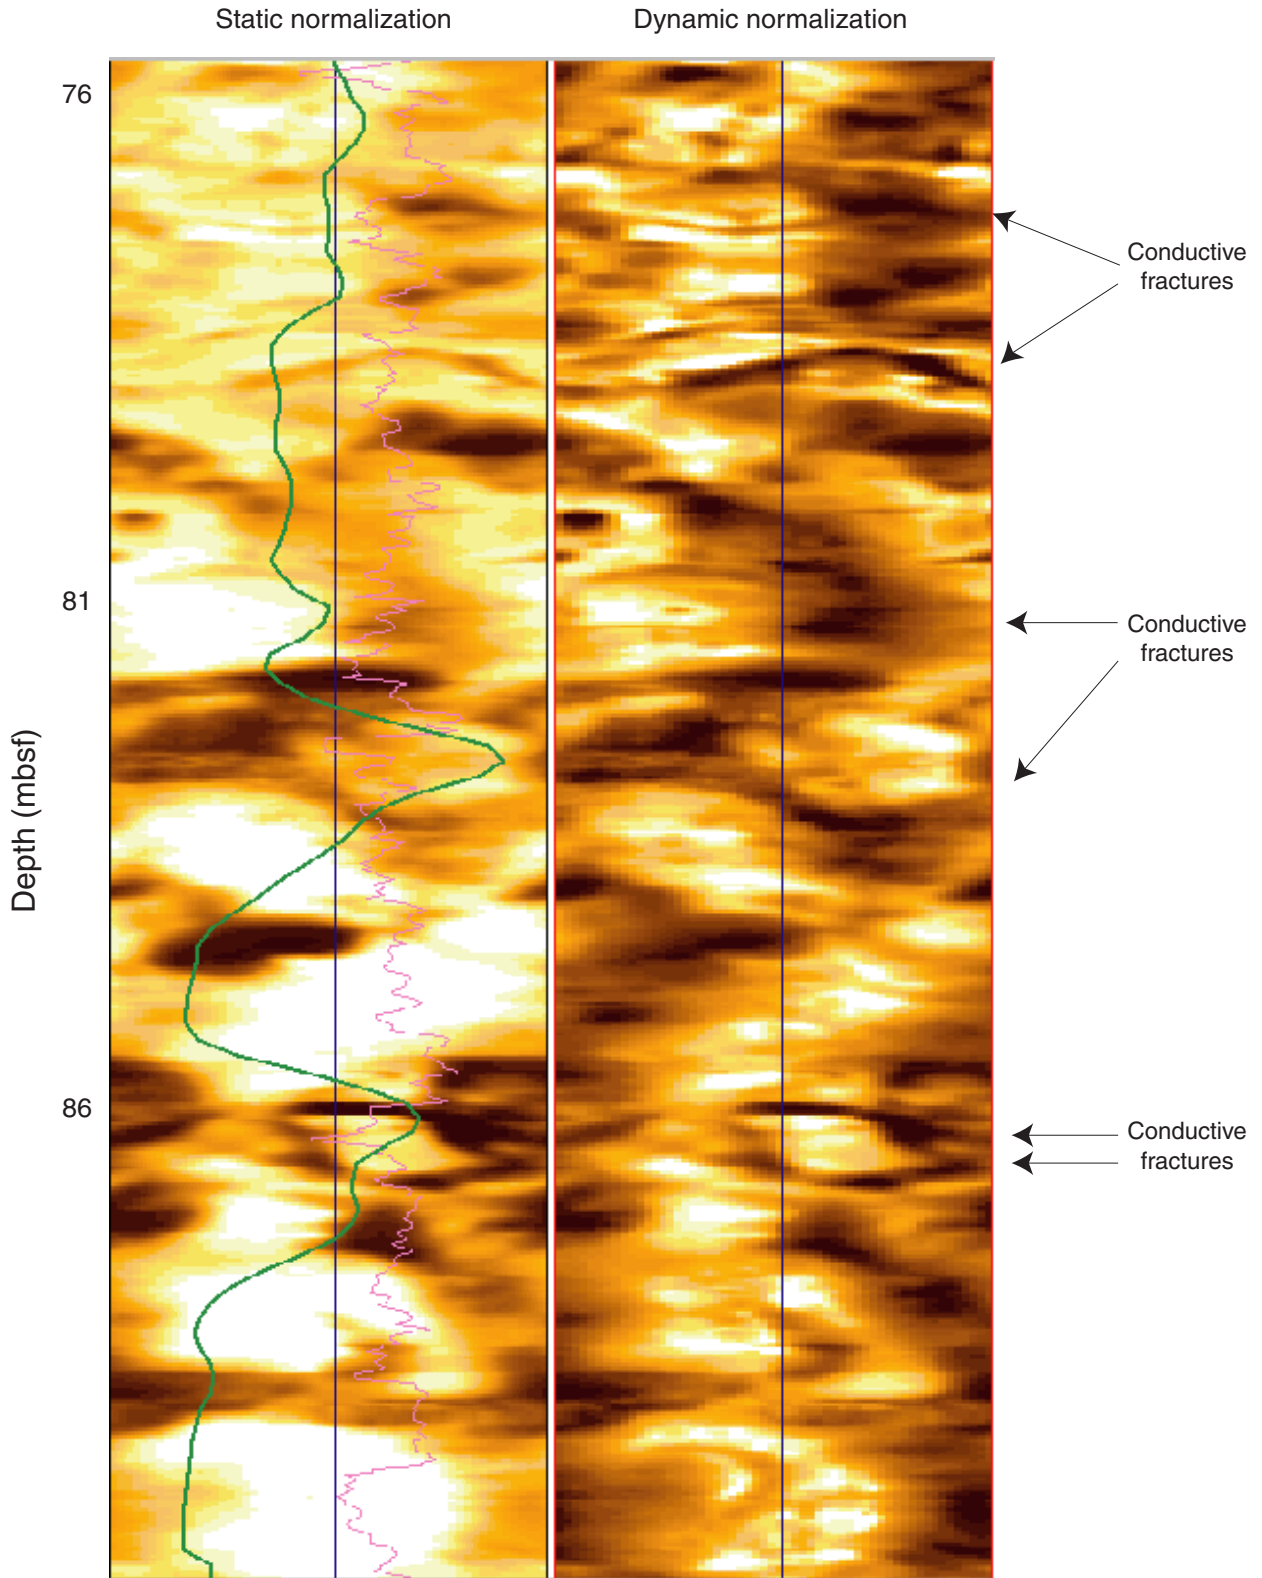 Static normalization
Dynamic normalization
76
Conductive
fractures
81
Conductive
fractures
Depth (mbsf)
86
Conductive
fractures